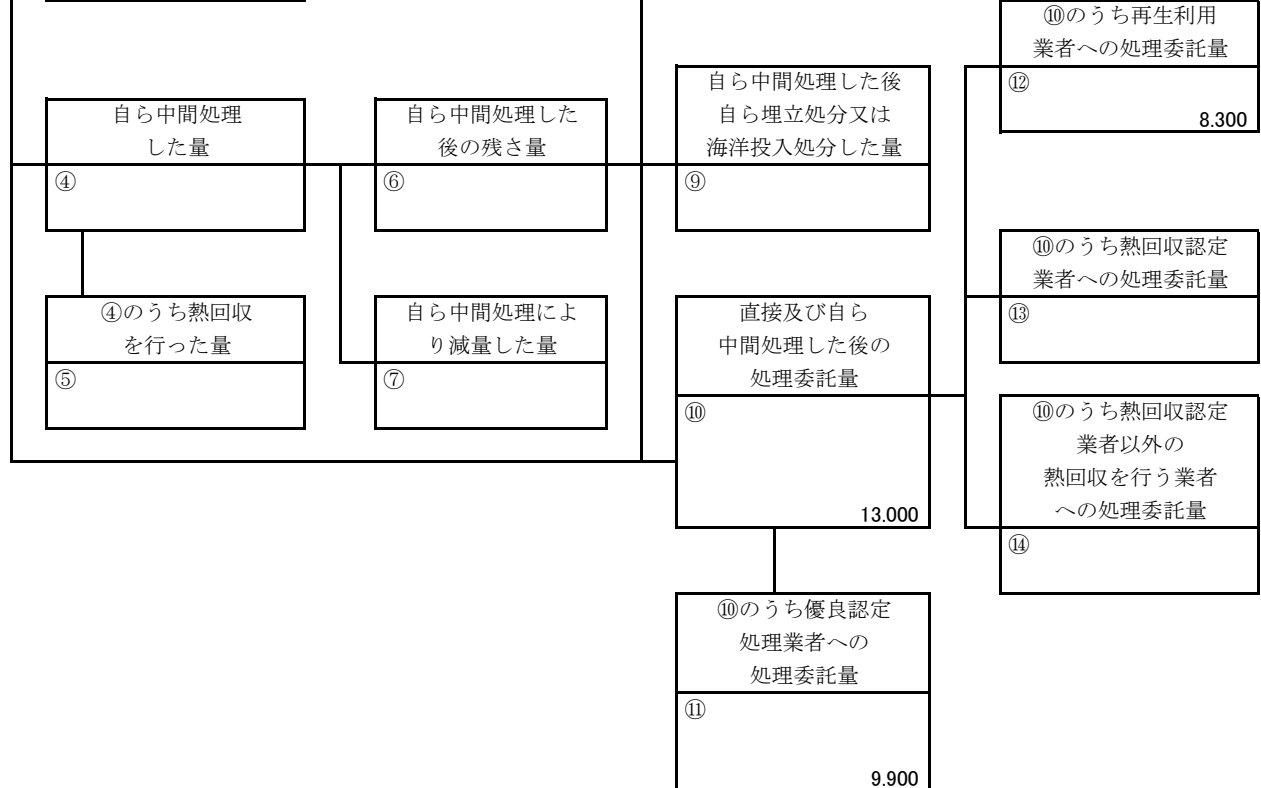 ⑩のうち再生利用
業者への処理委託量
⑫
8.300
自ら中間処理
した量
④
自ら中間処理した
後の残さ量
⑥
自ら中間処理した後
自ら埋立処分又は
海洋投入処分した量
⑨
⑩のうち熱回収認定
業者への処理委託量
⑬
④のうち熱回収
を行った量
⑤
自ら中間処理によ
り減量した量
⑦
直接及び自ら
中間処理した後の
処理委託量
⑩
13.000
⑩のうち熱回収認定
業者以外の
熱回収を行う業者
への処理委託量
⑭
⑩のうち優良認定
処理業者への
処理委託量
⑪
9.900